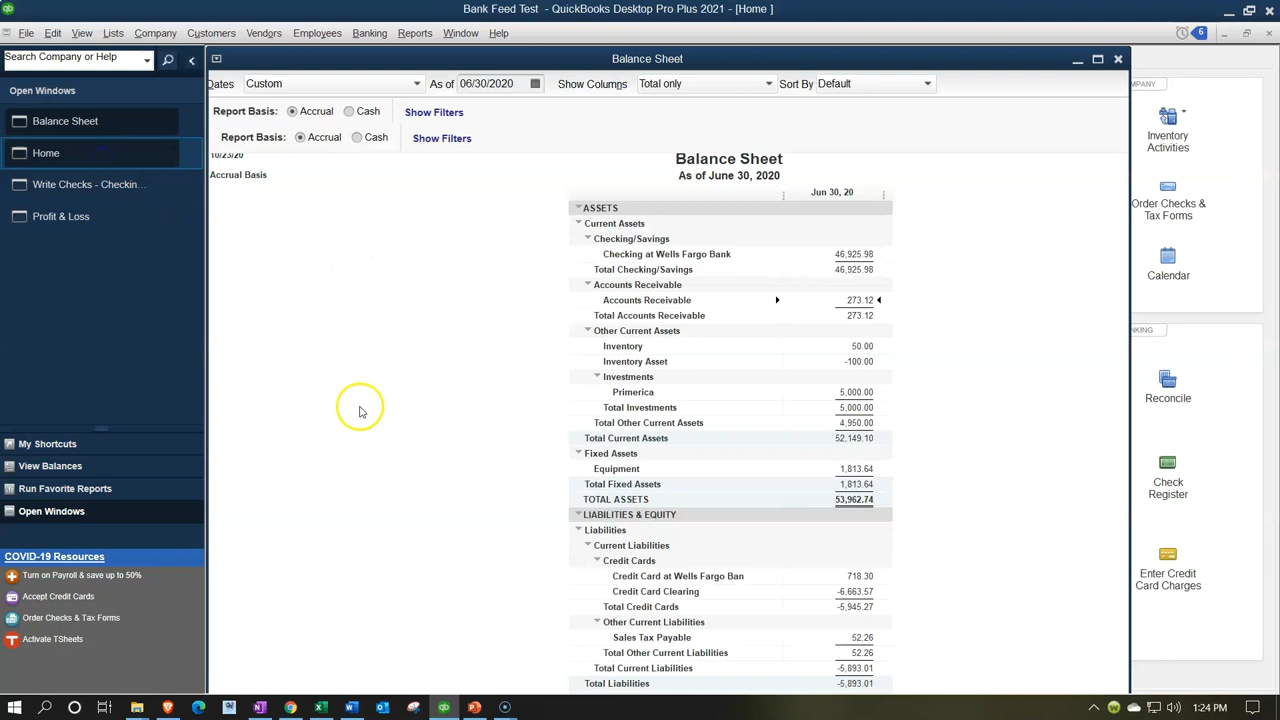 Bank Feed Test - QuickBooks Desktop Pro Plus 2021 - [Home ]
File Edit View Lists Company Customers Vendors Employees Banking Reports Window Help
6
Search Company or Help
Open Windows
Balance Sheet
Home
Write Checks - Checkin...
Profit & Loss
My Shortcuts
View Balances
Run Favorite Reports
Open Windows
COVID-19 Resources
Turn on Payroll & save up to 50%
Accept Credit Cards
Order Checks & Tax Forms
Activate TSheets
Balance Sheet
Dates Custom As of 06/30/2020 Show Columns Total only Sort By Default
Report Basis: Accrual Cash Show Filters
Report Basis: Accrual Cash Show Filters
10/23/20
Accrual Basis
Balance Sheet
As of June 30, 2020
Jun 30, 20
ASSETS
Current Assets
Checking/Savings
Checking at Wells Fargo Bank 46,925.98
Total Checking/Savings 46,925.98
Accounts Receivable
Accounts Receivable 273.12
Total Accounts Receivable 273.12
Other Current Assets
Inventory 50.00
Inventory Asset -100.00
Investments
Primerica 5,000.00
Total Investments 5,000.00
Total Other Current Assets 4,950.00
Total Current Assets 52,149.10
Fixed Assets
Equipment 1,813.64
Total Fixed Assets 1,813.64
TOTAL ASSETS 53,962.74
LIABILITIES & EQUITY
Liabilities
Current Liabilities
Credit Cards
Credit Card at Wells Fargo Ban 718.30
Credit Card Clearing -6,663.57
Total Credit Cards -5,945.27
Other Current Liabilities
Sales Tax Payable 52.26
Total Other Current Liabilities 52.26
Total Current Liabilities -5,893.01
Total Liabilities -5,893.01
Inventory
Activities
Order Checks &
Tax Forms
Calendar
Reconcile
Check
Register
Enter Credit
Card Charges
1:24 PM